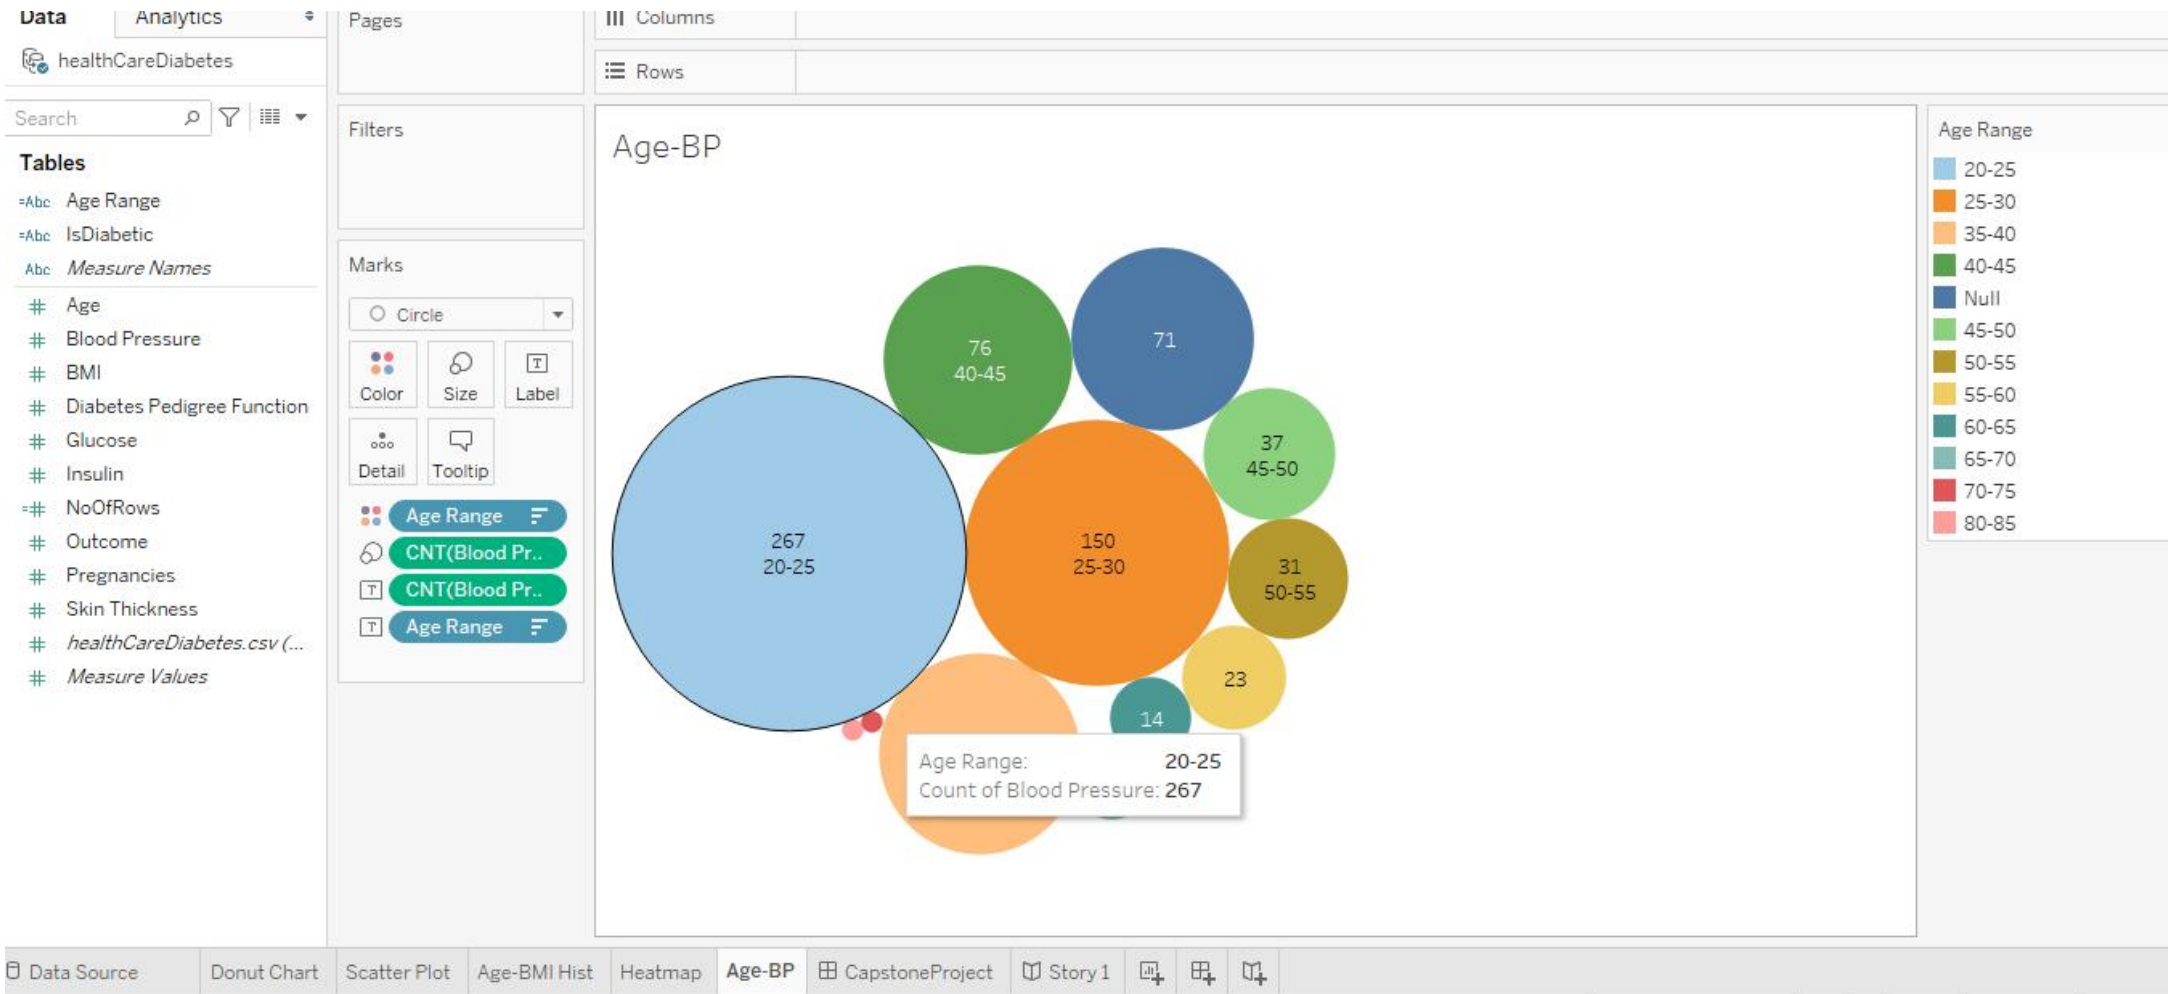 Data
Analytics
Pages
Columns
healthCareDiabetes
Rows
Search
Filters
Tables
Age Range
IsDiabetic
Measure Names
Age
Blood Pressure
BMI
Diabetes Pedigree Function
Glucose
Insulin
NoOfRows
Outcome
Pregnancies
Skin Thickness
healthCareDiabetes.csv (...
Measure Values
Marks
Circle
Color
Size
Label
Detail
Tooltip
Age Range
CNT(Blood Pr..
CNT(Blood Pr..
Age Range
Age-BP
76
40-45
71
37
45-50
267
20-25
150
25-30
31
50-55
23
14
Age Range: 20-25
Count of Blood Pressure: 267
Age Range
20-25
25-30
35-40
40-45
Null
45-50
50-55
55-60
60-65
65-70
70-75
80-85
Data Source
Donut Chart
Scatter Plot
Age-BMI Hist
Heatmap
Age-BP
CapstoneProject
Story 1